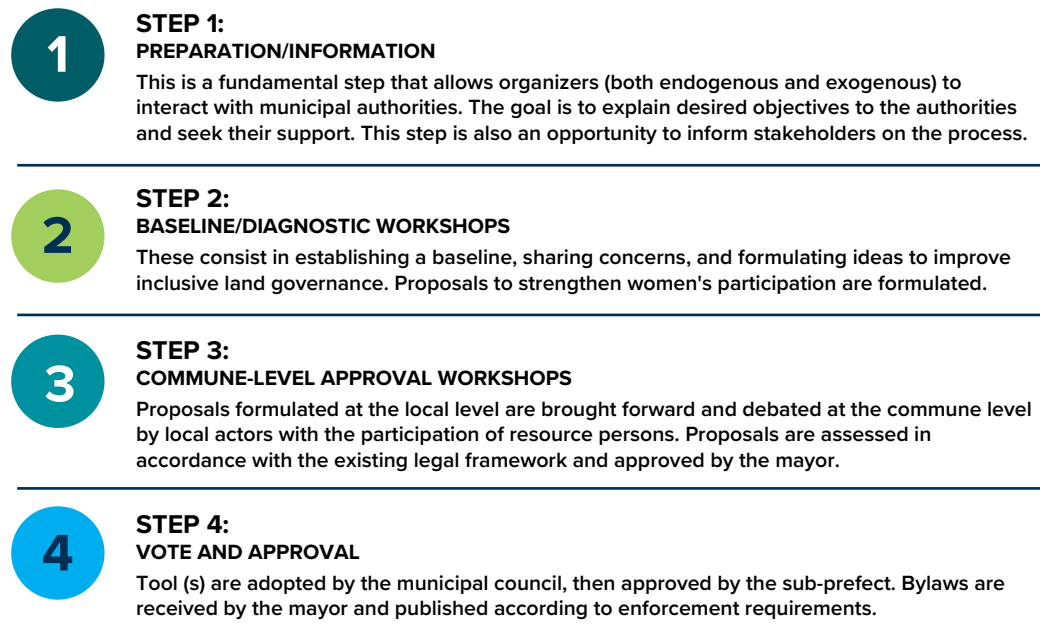 1
STEP 1:
PREPARATION/INFORMATION
This is a fundamental step that allows organizers (both endogenous and exogenous) to
interact with municipal authorities. The goal is to explain desired objectives to the authorities
and seek their support. This step is also an opportunity to inform stakeholders on the process.
2
STEP 2:
BASELINE/DIAGNOSTIC WORKSHOPS
These consist in establishing a baseline, sharing concerns, and formulating ideas to improve
inclusive land governance. Proposals to strengthen women's participation are formulated.
3
STEP 3:
COMMUNE-LEVEL APPROVAL WORKSHOPS
Proposals formulated at the local level are brought forward and debated at the commune level
by local actors with the participation of resource persons. Proposals are assessed in
accordance with the existing legal framework and approved by the mayor.
4
STEP 4:
VOTE AND APPROVAL
Tool (s) are adopted by the municipal council, then approved by the sub-prefect. Bylaws are
received by the mayor and published according to enforcement requirements.